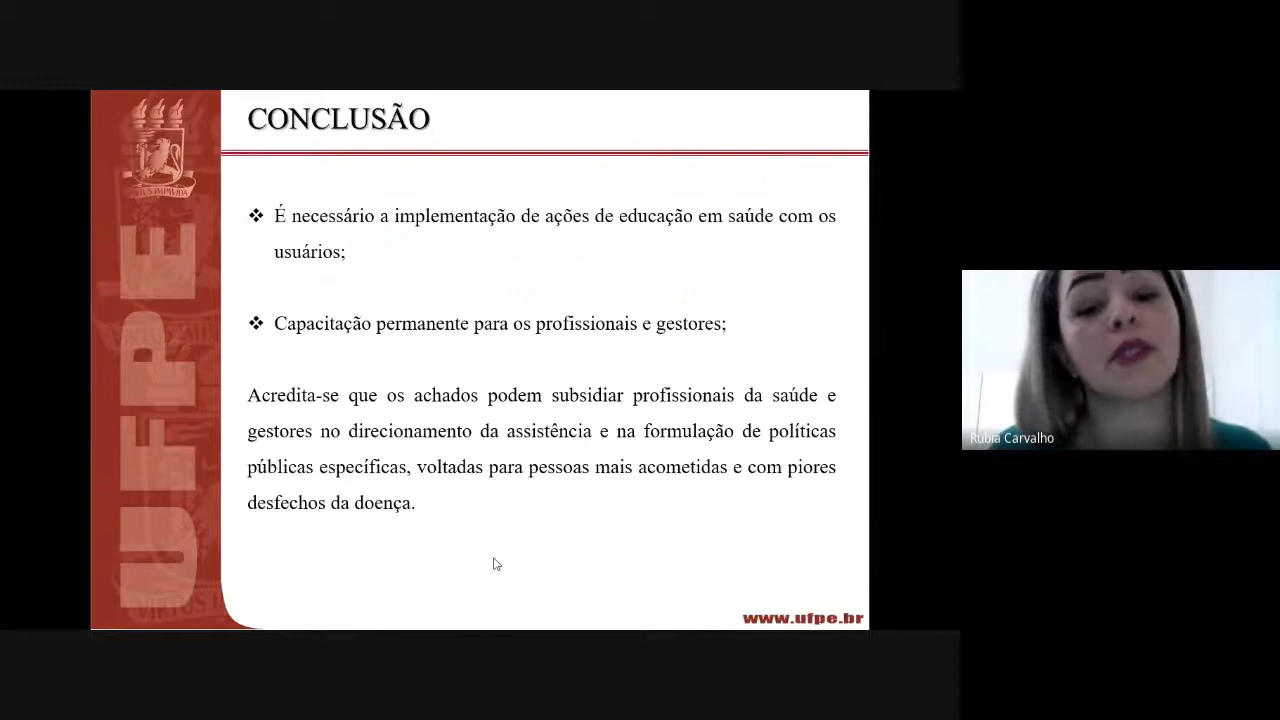 CONCLUSÃO
❖ É necessário a implementação de ações de educação em saúde com os
usuários;
❖ Capacitação permanente para os profissionais e gestores;
Acredita-se que os achados podem subsidiar profissionais da saúde e
gestores no direcionamento da assistência e na formulação de políticas
públicas específicas, voltadas para pessoas mais acometidas e com piores
desfechos da doença.
www.ufpe.br
UFPE
Rubia Carvalho